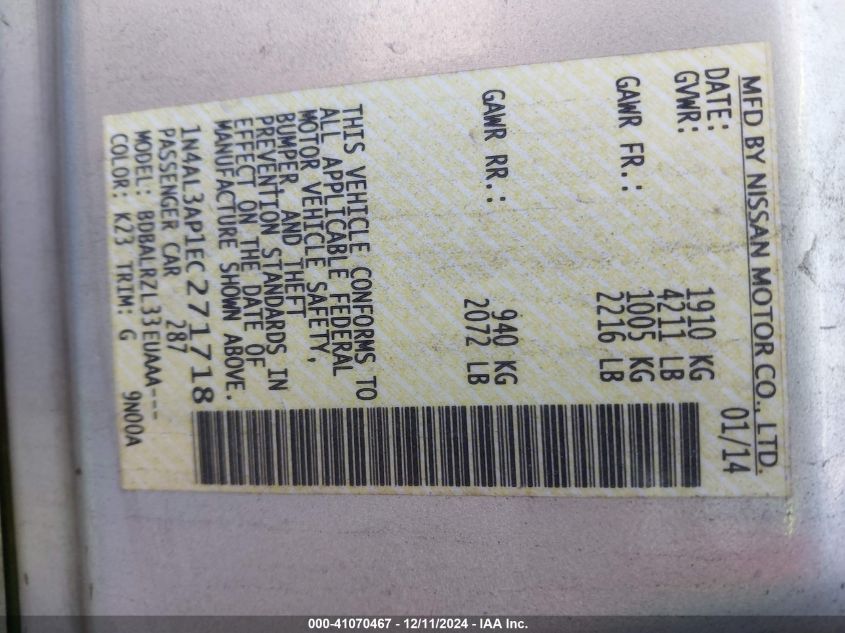 MFD BY NISSAN MOTOR CO., LTD.
DATE: 01/14
GVWR: 1910 KG
4211 LB
GAWR FR.: 1005 KG
2216 LB
GAWR RR.: 940 KG
2072 LB
THIS VEHICLE CONFORMS TO
ALL APPLICABLE FEDERAL
MOTOR VEHICLE SAFETY,
BUMPER, AND THEFT
PREVENTION STANDARDS IN
EFFECT ON THE DATE OF
MANUFACTURE SHOWN ABOVE.
1N4AL3AP1EC271718
PASSENGER CAR 287
MODEL: BDBALRZL33EUAAA---
COLOR: K23 TRIM: G 9N00A
000-41070467 - 12/11/2024 - IAA Inc.